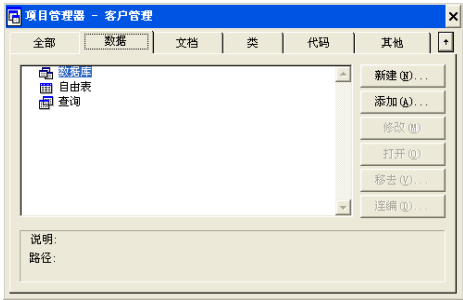 项目管理器 - 客户管理
全部 数据 文档 类 代码 其他
数据库
自由表
查询
新建(N)...
添加(A)...
修改(M)
打开(O)
移去(V)...
连编(D)...
说明:
路径: